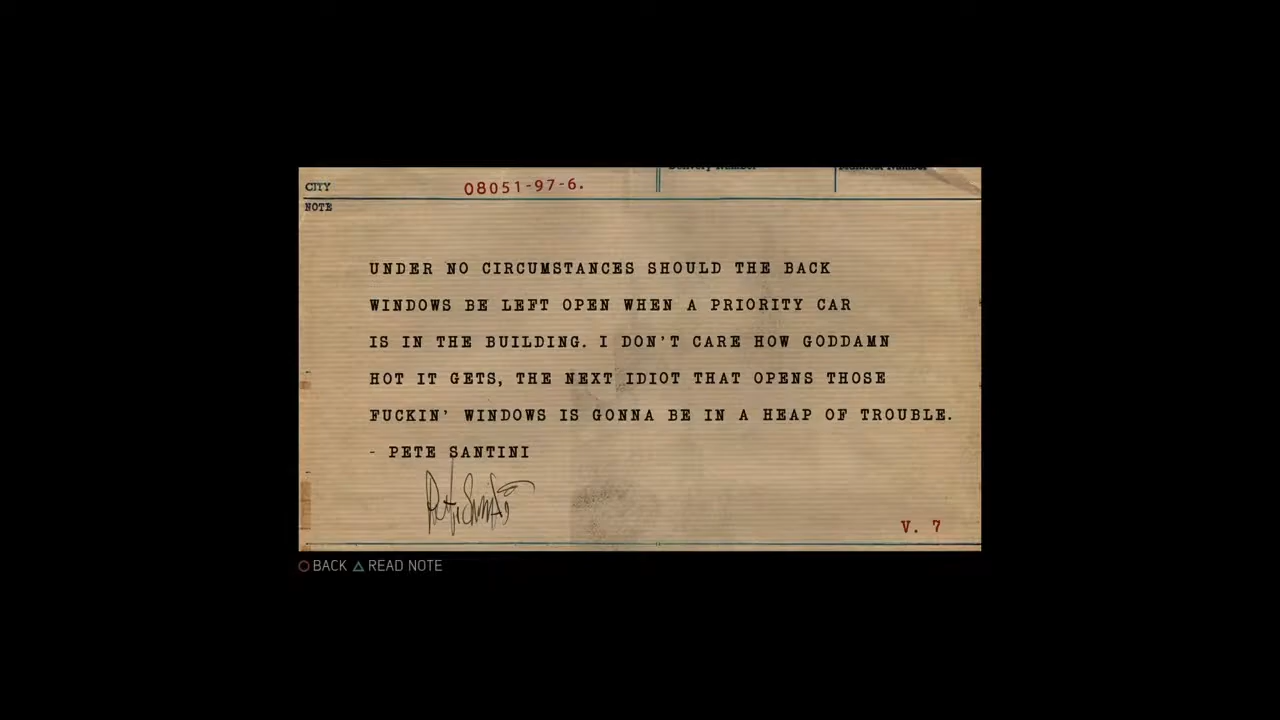 CITY 08051-97-6.
NOTE
UNDER NO CIRCUMSTANCES SHOULD THE BACK
WINDOWS BE LEFT OPEN WHEN A PRIORITY CAR
IS IN THE BUILDING. I DON'T CARE HOW GODDAMN
HOT IT GETS, THE NEXT IDIOT THAT OPENS THOSE
FUCKIN' WINDOWS IS GONNA BE IN A HEAP OF TROUBLE.
- PETE SANTINI
V. 7
BACK READ NOTE